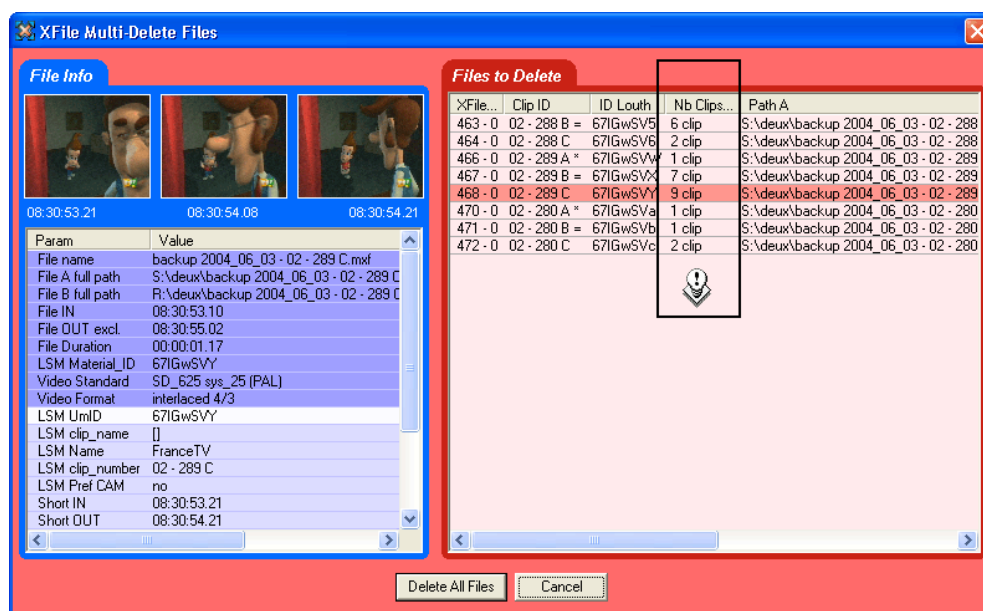 XFile Multi-Delete Files
File Info
08:30:53.21 08:30:54.08 08:30:54.21
Param Value
File name backup 2004_06_03 - 02 - 289 C.mxf
File A full path S:\deux\backup 2004_06_03 - 02 - 289 C
File B full path R:\deux\backup 2004_06_03 - 02 - 289 C
File IN 08:30:53.10
File OUT excl. 08:30:55.02
File Duration 00:00:01.17
LSM Material_ID 67IGwSVY
Video Standard SD_625 sys_25 (PAL)
Video Format interlaced 4/3
LSM UmID 67IGwSVY
LSM clip_name []
LSM Name FranceTV
LSM clip_number 02 - 289 C
LSM Pref CAM no
Short IN 08:30:53.21
Short OUT 08:30:54.21
Files to Delete
XFile... Clip ID ID Louth Nb Clips... Path A
463 - 0 02 - 288 B = 67IGwSV5 6 clip S:\deux\backup 2004_06_03 - 02 - 288
464 - 0 02 - 288 C 67IGwSV6 2 clip S:\deux\backup 2004_06_03 - 02 - 288
466 - 0 02 - 289 A * 67IGwSVW 1 clip S:\deux\backup 2004_06_03 - 02 - 289
467 - 0 02 - 289 B = 67IGwSVX 7 clip S:\deux\backup 2004_06_03 - 02 - 289
468 - 0 02 - 289 C 67IGwSVY 9 clip S:\deux\backup 2004_06_03 - 02 - 289
470 - 0 02 - 280 A * 67IGwSVa 1 clip S:\deux\backup 2004_06_03 - 02 - 280
471 - 0 02 - 280 B = 67IGwSVb 1 clip S:\deux\backup 2004_06_03 - 02 - 280
472 - 0 02 - 280 C 67IGwSVc 2 clip S:\deux\backup 2004_06_03 - 02 - 280
Delete All Files Cancel